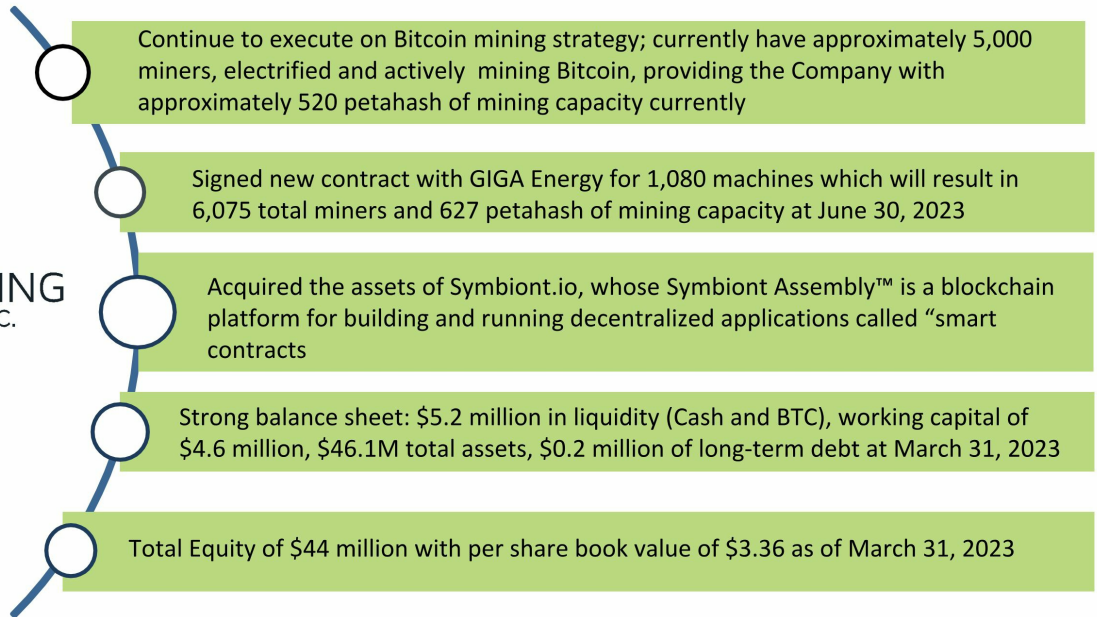 Continue to execute on Bitcoin mining strategy; currently have approximately 5,000
miners, electrified and actively  mining Bitcoin, providing the Company with
approximately 520 petahash of mining capacity currently
Signed new contract with GIGA Energy for 1,080 machines which will result in
6,075 total miners and 627 petahash of mining capacity at June 30, 2023
ING
C.
Acquired the assets of Symbiont.io, whose Symbiont Assembly™ is a blockchain
platform for building and running decentralized applications called “smart
contracts
Strong balance sheet: $5.2 million in liquidity (Cash and BTC), working capital of
$4.6 million, $46.1M total assets, $0.2 million of long-term debt at March 31, 2023
Total Equity of $44 million with per share book value of $3.36 as of March 31, 2023